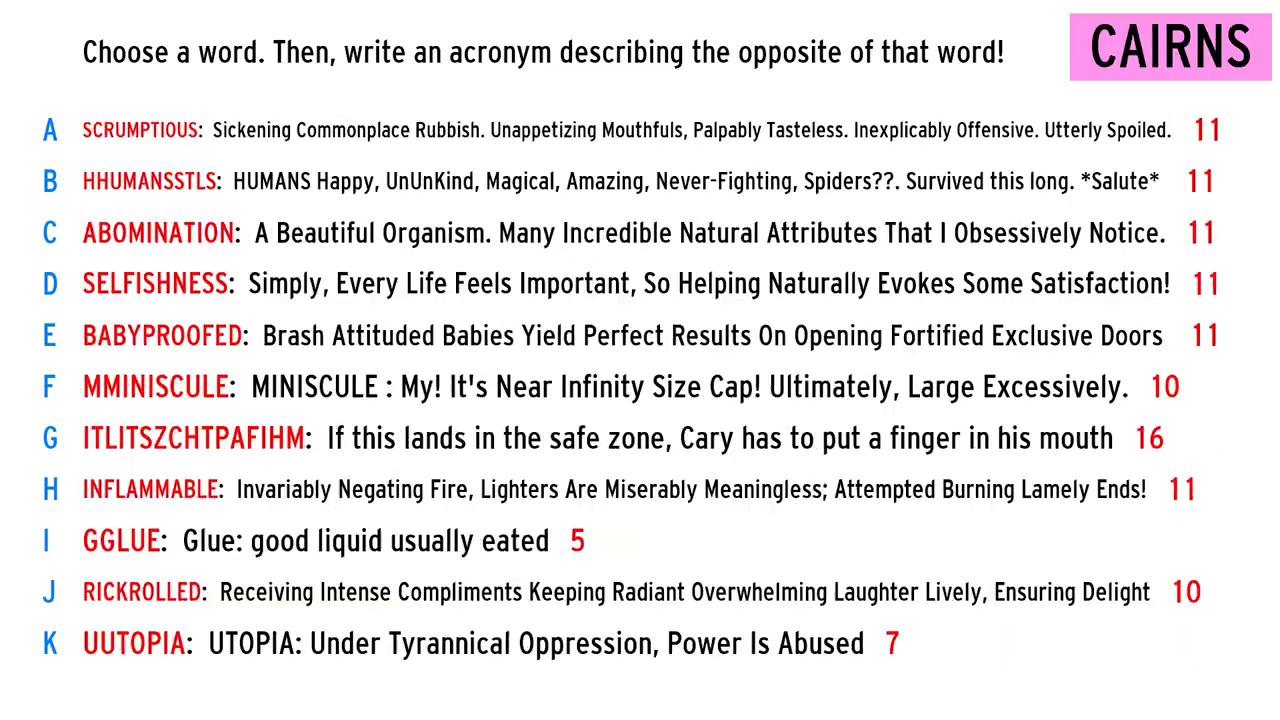 Choose a word. Then, write an acronym describing the opposite of that word!
CAIRNS
A SCRUMPTIOUS: Sickening Commonplace Rubbish. Unappetizing Mouthfuls, Palpably Tasteless. Inexplicably Offensive. Utterly Spoiled. 11
B HHUMANSSTLS: HUMANS Happy, UnUnKind, Magical, Amazing, Never-Fighting, Spiders??. Survived this long. *Salute* 11
C ABOMINATION: A Beautiful Organism. Many Incredible Natural Attributes That I Obsessively Notice. 11
D SELFISHNESS: Simply, Every Life Feels Important, So Helping Naturally Evokes Some Satisfaction! 11
E BABYPROOFED: Brash Attituded Babies Yield Perfect Results On Opening Fortified Exclusive Doors 11
F MMINISCULE: MINISCULE : My! It's Near Infinity Size Cap! Ultimately, Large Excessively. 10
G ITLITSZCHTPAFIHM: If this lands in the safe zone, Cary has to put a finger in his mouth 16
H INFLAMMABLE: Invariably Negating Fire, Lighters Are Miserably Meaningless; Attempted Burning Lamely Ends! 11
I GGLUE: Glue: good liquid usually eated 5
J RICKROLLED: Receiving Intense Compliments Keeping Radiant Overwhelming Laughter Lively, Ensuring Delight 10
K UUTOPIA: UTOPIA: Under Tyrannical Oppression, Power Is Abused 7